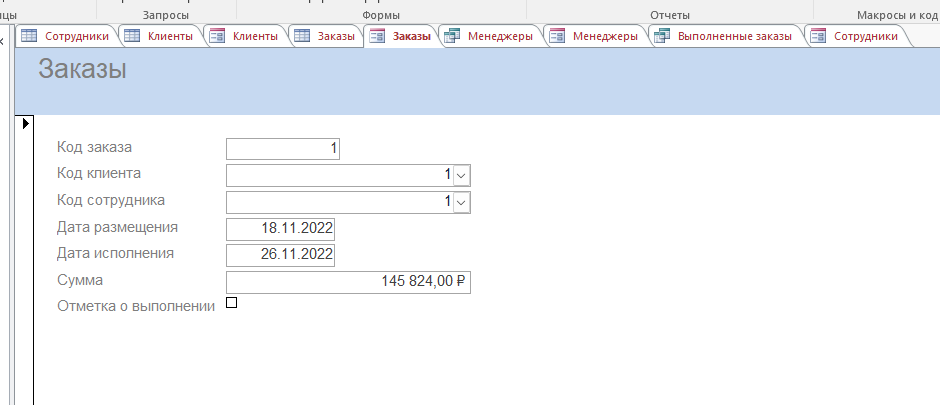 ицы Запросы Формы Отчеты Макросы и код
Сотрудники Клиенты Клиенты Заказы Заказы Менеджеры Менеджеры Выполненные заказы Сотрудники
Заказы
Код заказа 1
Код клиента 1
Код сотрудника 1
Дата размещения 18.11.2022
Дата исполнения 26.11.2022
Сумма 145 824,00 ₽
Отметка о выполнении